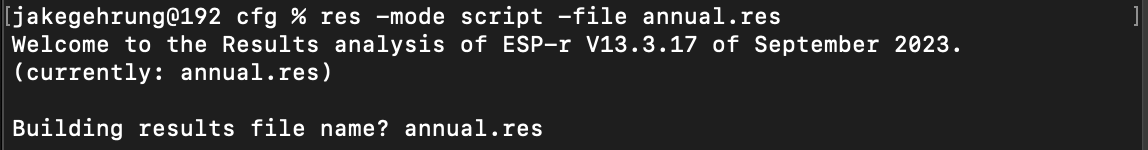 [jakegehrung@192 cfg % res -mode script -file annual.res ]
Welcome to the Results analysis of ESP-r V13.3.17 of September 2023.
(currently: annual.res)
Building results file name? annual.res